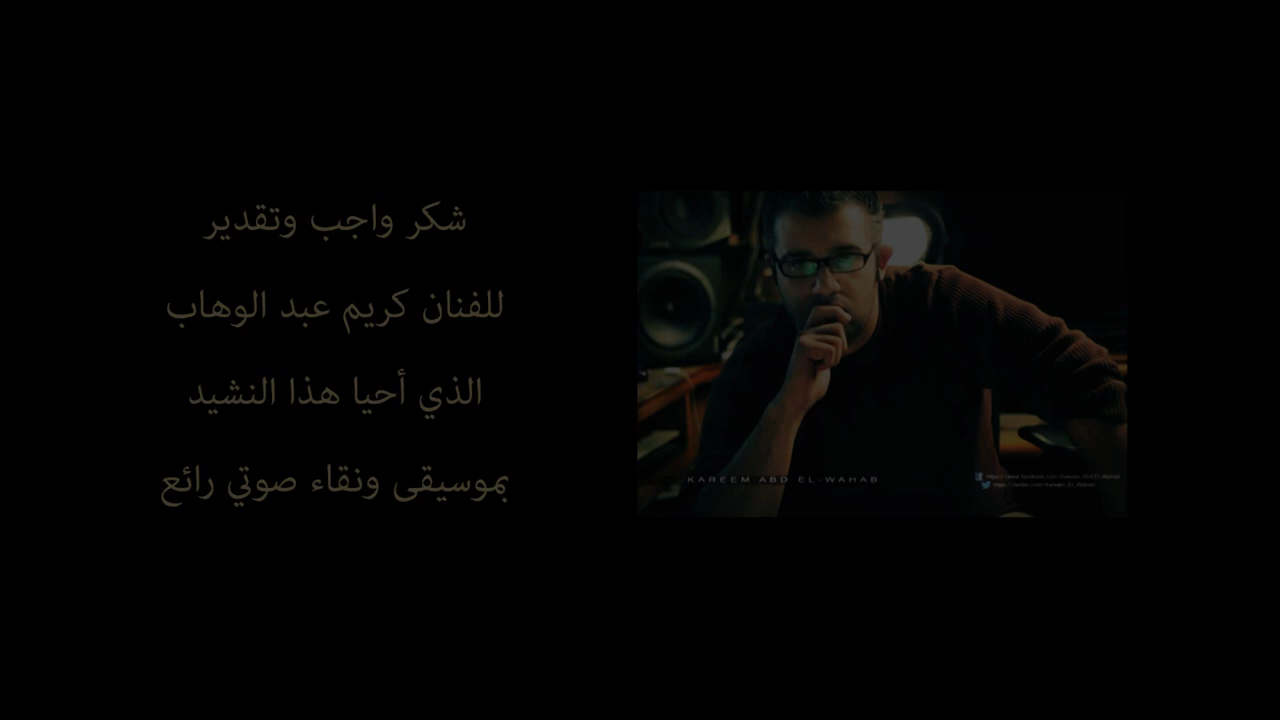 شكر واجب وتقدير
للفنان كريم عبد الوهاب
الذي أحيا هذا النشيد
بموسيقى ونقاء صوتي رائع
KAREEM ABD EL-WAHAB